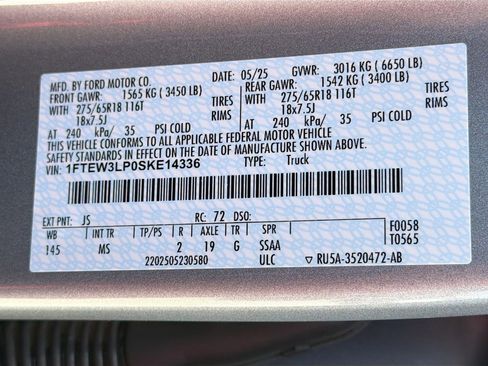 MFD. BY FORD MOTOR CO.
05/25 GVWR: 3016 KG ( 6650 LB)
FRONT GAWR: 1565 KG ( 3450 LB) REAR GAWR: 1542 KG ( 3400 LB)
WITH 275/65R18 116T TIRES WITH 275/65R18 116T TIRES
18x7.5J RIMS 18x7.5J RIMS
AT 240 kPa/ 35 PSI COLD AT 240 kPa/ 35 PSI COLD
THIS VEHICLE CONFORMS TO ALL APPLICABLE FEDERAL MOTOR VEHICLE
SAFETY STANDARDS IN EFFECT ON THE DATE OF MANUFACTURE SHOWN ABOVE.
VIN: 1FTEW3LP0SKE14336 TYPE: Truck
EXT PNT: JS RC: 72 DSO: F0058
T0565
WB INT TR TP/PS R AXLE TR SPR
145 MS 2 19 G SSAA
2202505230580 ULC ▽ RU5A-3520472-AB